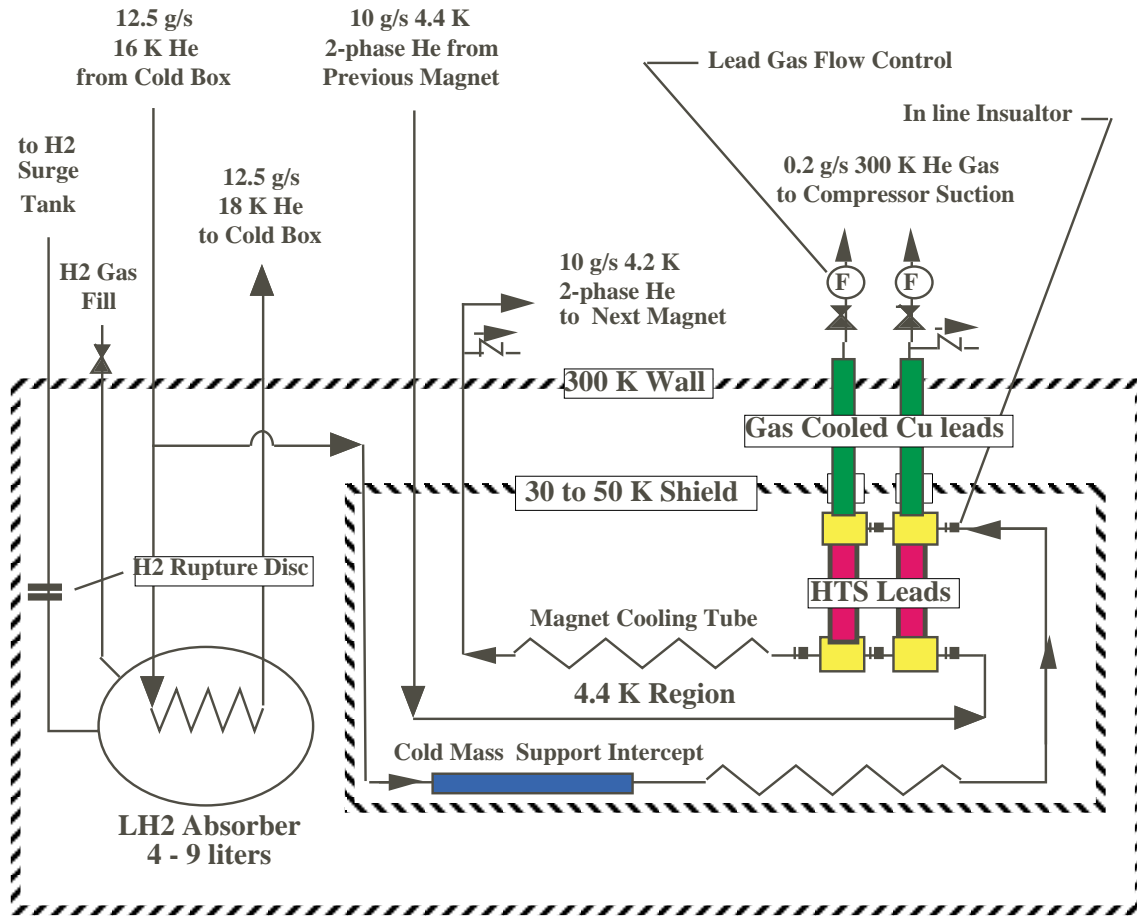 12.5 g/s
16 K He
from Cold Box
10 g/s 4.4 K
2-phase He from
Previous Magnet
Lead Gas Flow Control
In line Insualtor
to H2
Surge
Tank
12.5 g/s
18 K He
to Cold Box
0.2 g/s 300 K He Gas
to Compressor Suction
H2 Gas
Fill
10 g/s 4.2 K
2-phase He
to Next Magnet
F
F
300 K Wall
Gas Cooled Cu leads
30 to 50 K Shield
H2 Rupture Disc
HTS Leads
Magnet Cooling Tube
4.4 K Region
Cold Mass Support Intercept
LH2 Absorber
4 - 9 liters